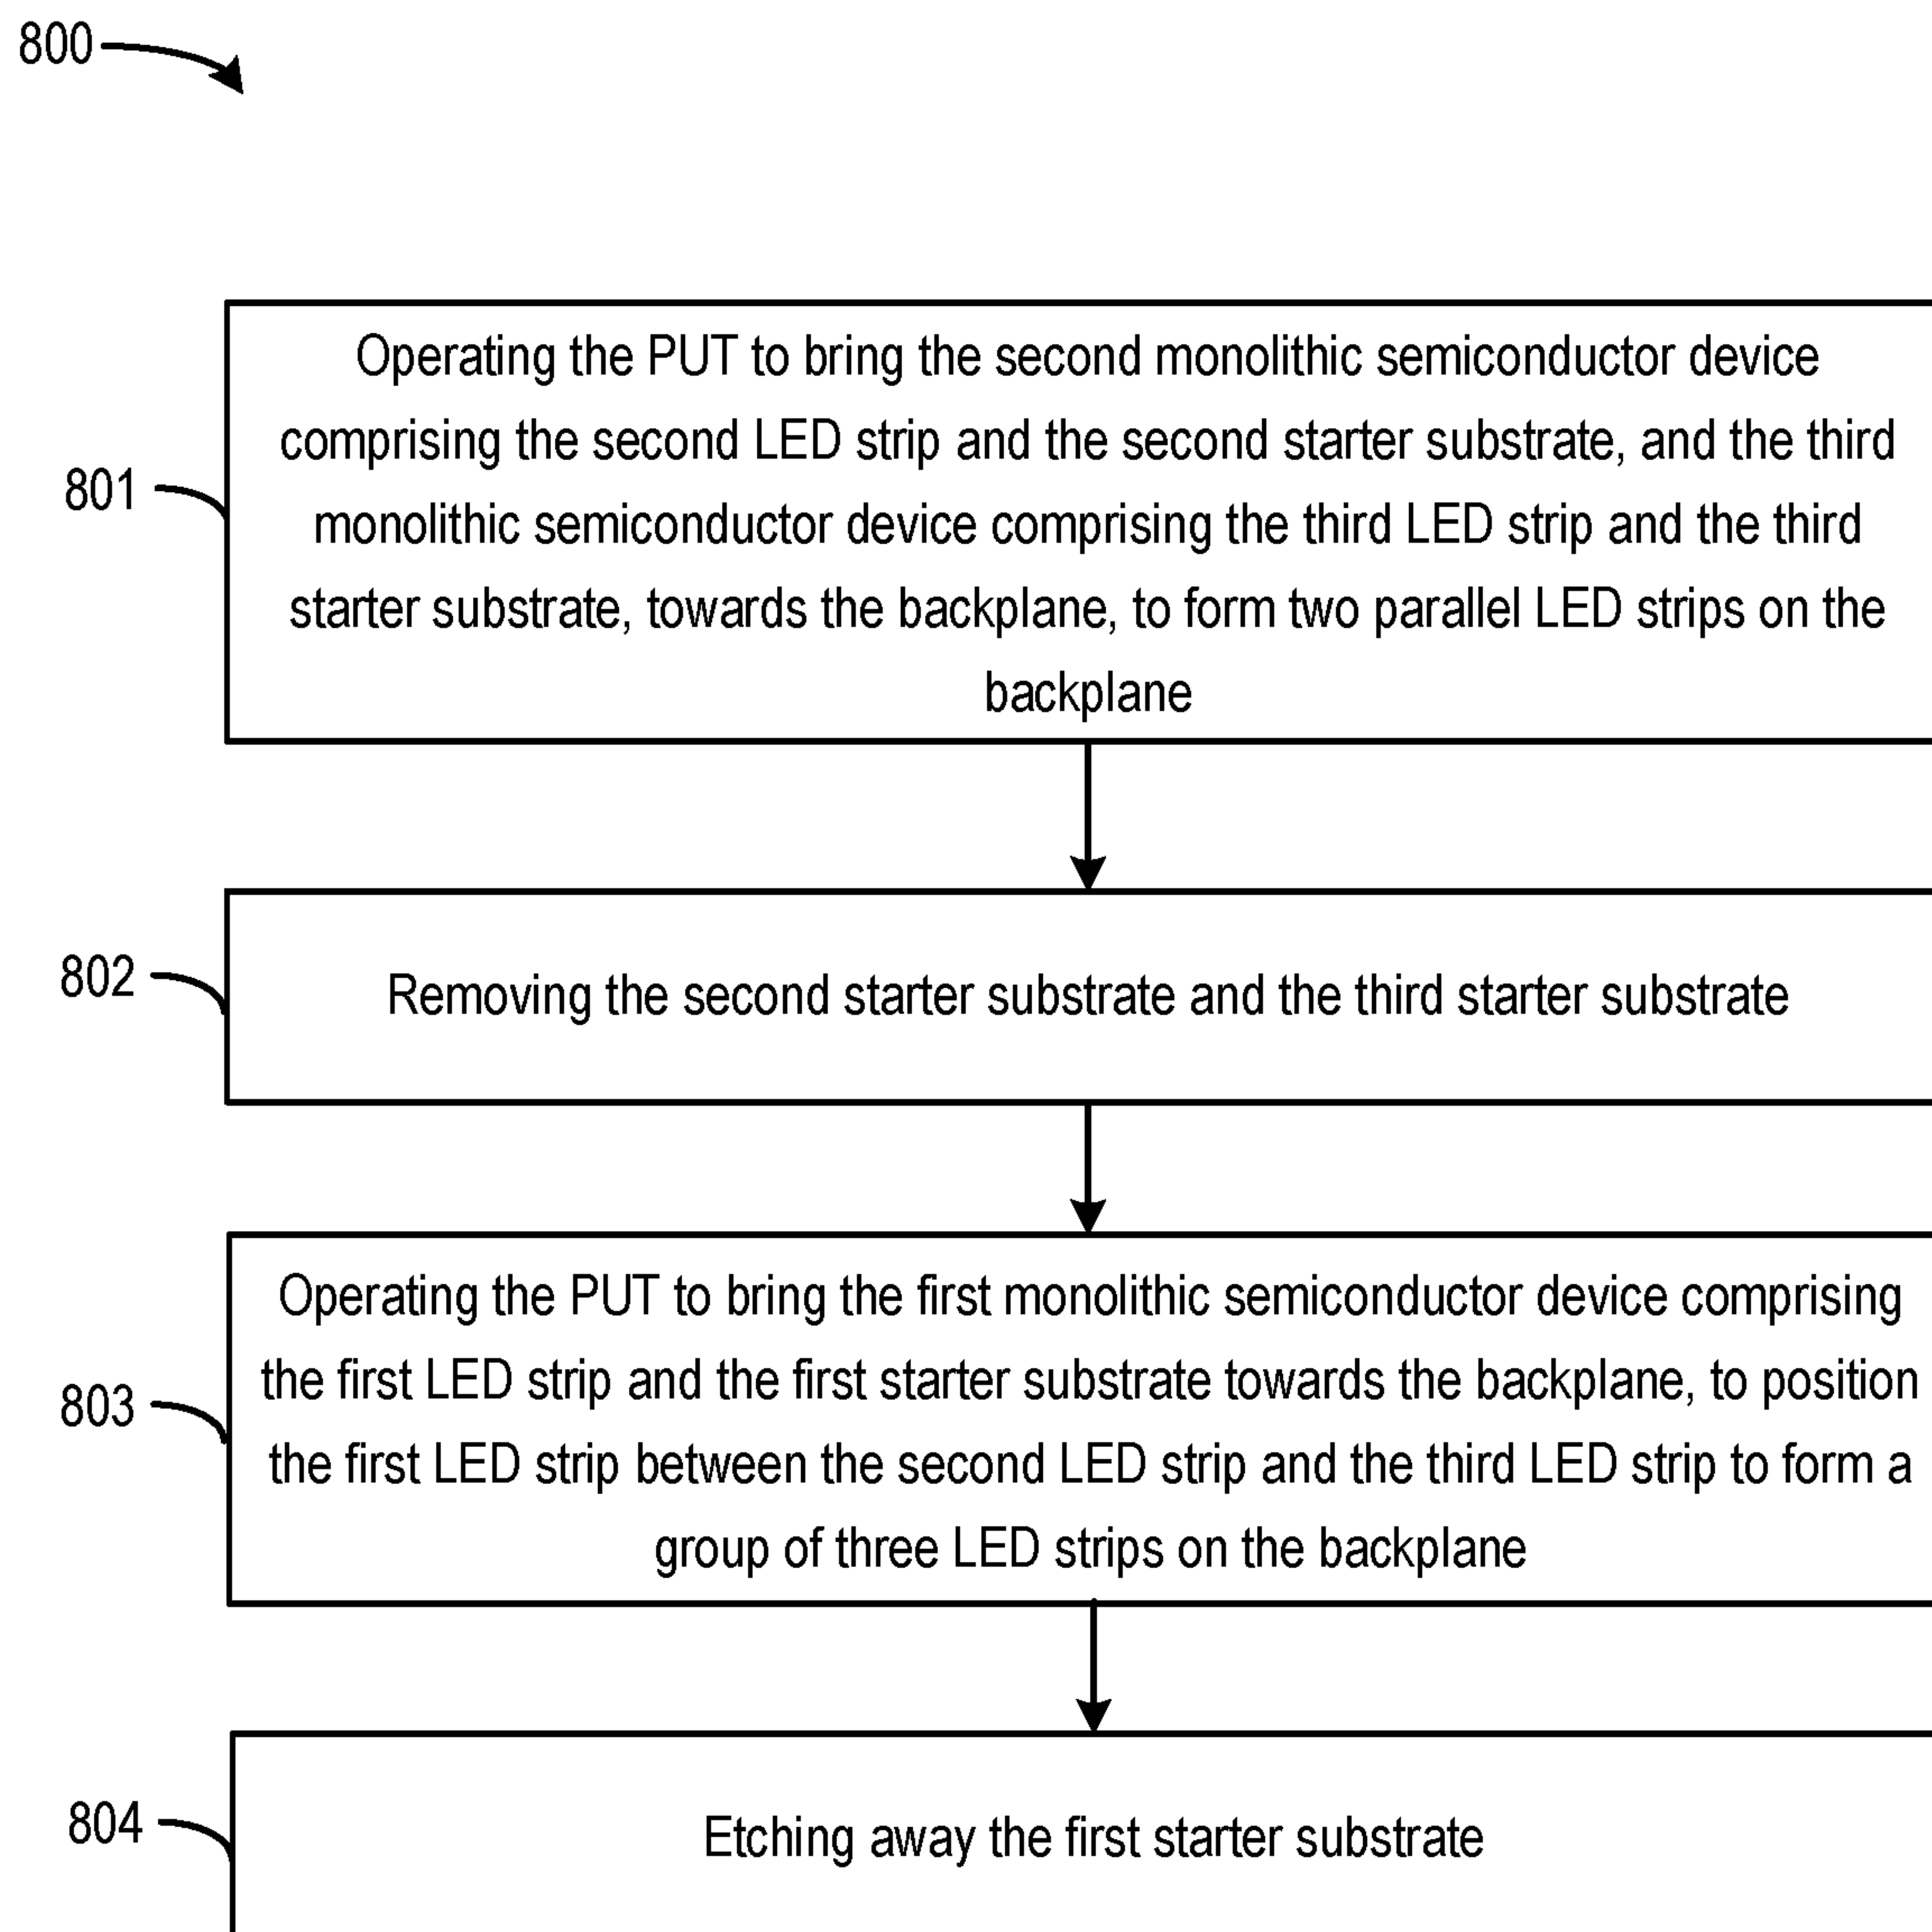 800
801
Operating the PUT to bring the second monolithic semiconductor device
comprising the second LED strip and the second starter substrate, and the third
monolithic semiconductor device comprising the third LED strip and the third
starter substrate, towards the backplane, to form two parallel LED strips on the
backplane
802
Removing the second starter substrate and the third starter substrate
803
Operating the PUT to bring the first monolithic semiconductor device comprising
the first LED strip and the first starter substrate towards the backplane, to position
the first LED strip between the second LED strip and the third LED strip to form a
group of three LED strips on the backplane
804
Etching away the first starter substrate